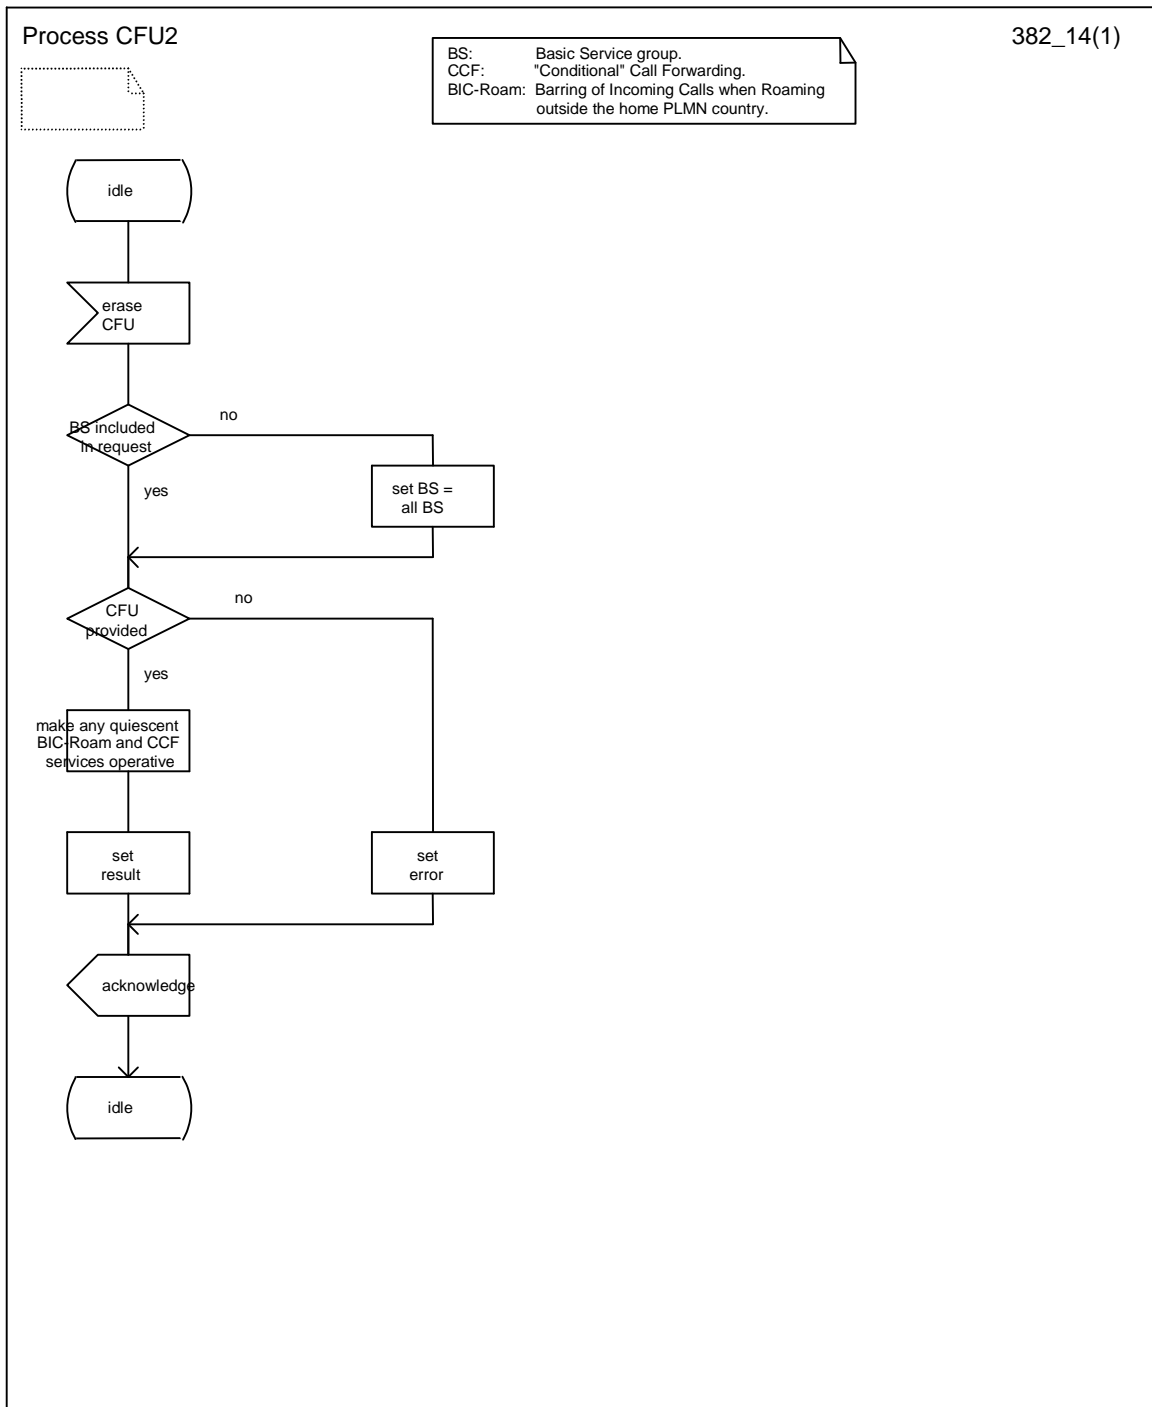 Process CFU2
382_14(1)
BS: Basic Service group.
CCF: "Conditional" Call Forwarding.
BIC-Roam: Barring of Incoming Calls when Roaming
outside the home PLMN country.
idle
erase
CFU
BS included
in request
no
yes
set BS =
all BS
CFU
provided
no
yes
make any quiescent
BIC-Roam and CCF
services operative
set
result
set
error
acknowledge
idle